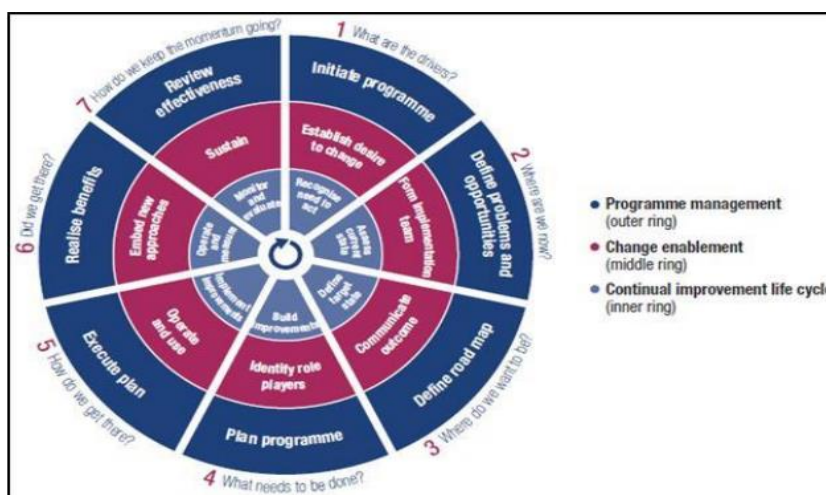 1 What are the drivers?
Initiate programme
Establish desire
to change
Recognise
need to
act
2 Where are we now?
Define problems and
opportunities
Form implementation
team
Assess
current
state
3 Where do we want to be?
Define road map
Communicate
outcome
Define
target
state
4 What needs to be done?
Plan programme
Identify role
players
Build
improvements
5 How do we get there?
Execute plan
Operate
and use
Implement
improvements
6 Did we get there?
Realise benefits
Embed new
approaches
Operate
and
measure
7 How do we keep the momentum going?
Review
effectiveness
Sustain
Monitor
and
evaluate
Programme management
(outer ring)
Change enablement
(middle ring)
Continual improvement life cycle
(inner ring)